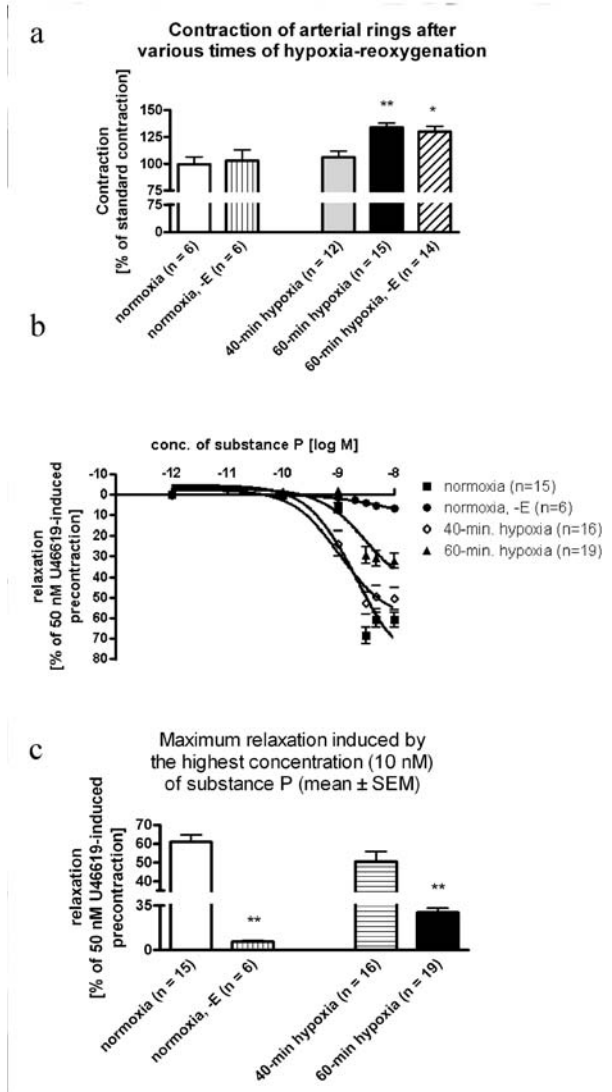 a
Contraction of arterial rings after
various times of hypoxia-reoxygenation
Contraction
[% of standard contraction]
150
125
100
75
75
0
**
*
normoxia (n = 6)
normoxia, -E (n = 6)
40-min hypoxia (n = 12)
60-min hypoxia (n = 15)
60-min hypoxia, -E (n = 14)
b
conc. of substance P [log M]
-12 -11 -10 -9 -8
relaxation
[% of 50 nM U46619-induced
precontraction]
-10
0
10
20
30
40
50
60
70
80
normoxia (n=15)
normoxia, -E (n=6)
40-min. hypoxia (n=16)
60-min. hypoxia (n=19)
c
Maximum relaxation induced by
the highest concentration (10 nM)
of substance P (mean ± SEM)
relaxation
[% of 50 nM U46619-induced
precontraction]
70
60
50
40
35
0
**
**
normoxia (n = 15)
normoxia, -E (n = 6)
40-min hypoxia (n = 16)
60-min hypoxia (n = 19)